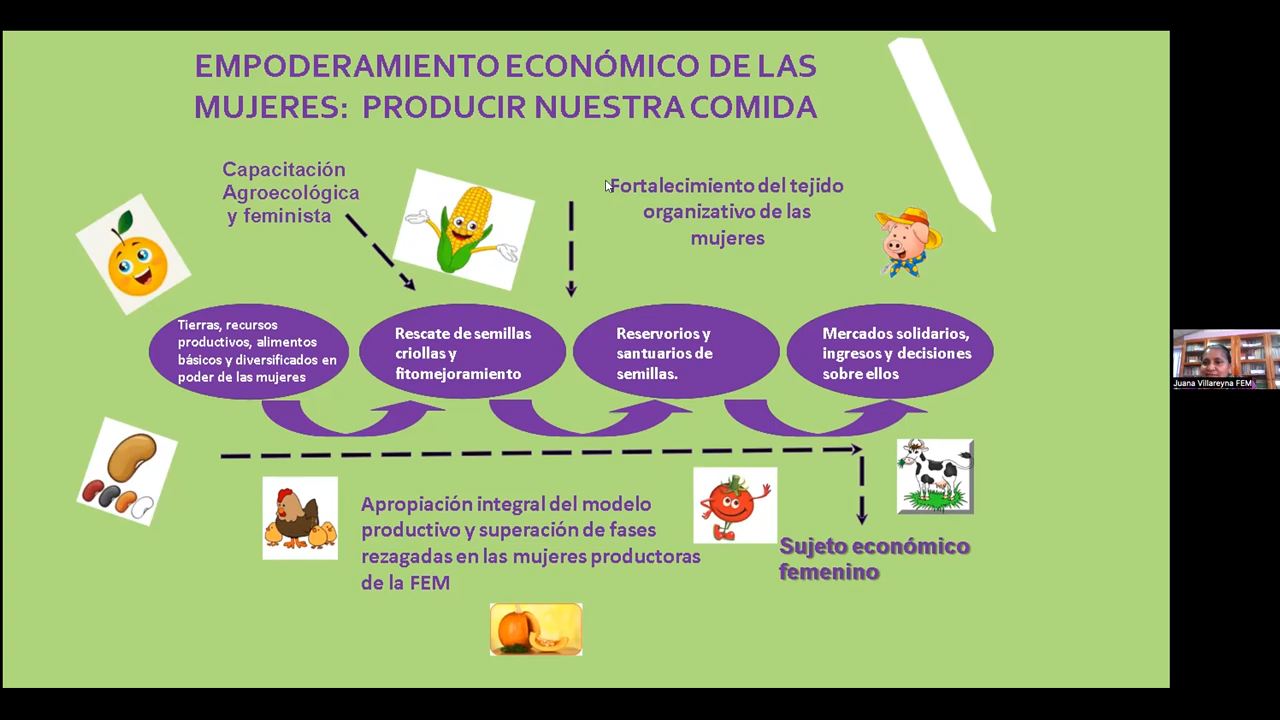 EMPODERAMIENTO ECONÓMICO DE LAS
MUJERES: PRODUCIR NUESTRA COMIDA
Capacitación
Agroecológica
y feminista
Fortalecimiento del tejido
organizativo de las
mujeres
Tierras, recursos
productivos, alimentos
básicos y diversificados en
poder de las mujeres
Rescate de semillas
criollas y
fitomejoramiento
Reservorios y
santuarios de
semillas.
Mercados solidarios,
ingresos y decisiones
sobre ellos
Apropiación integral del modelo
productivo y superación de fases
rezagadas en las mujeres productoras
de la FEM
Sujeto económico
femenino
Juana Villareyna FEM